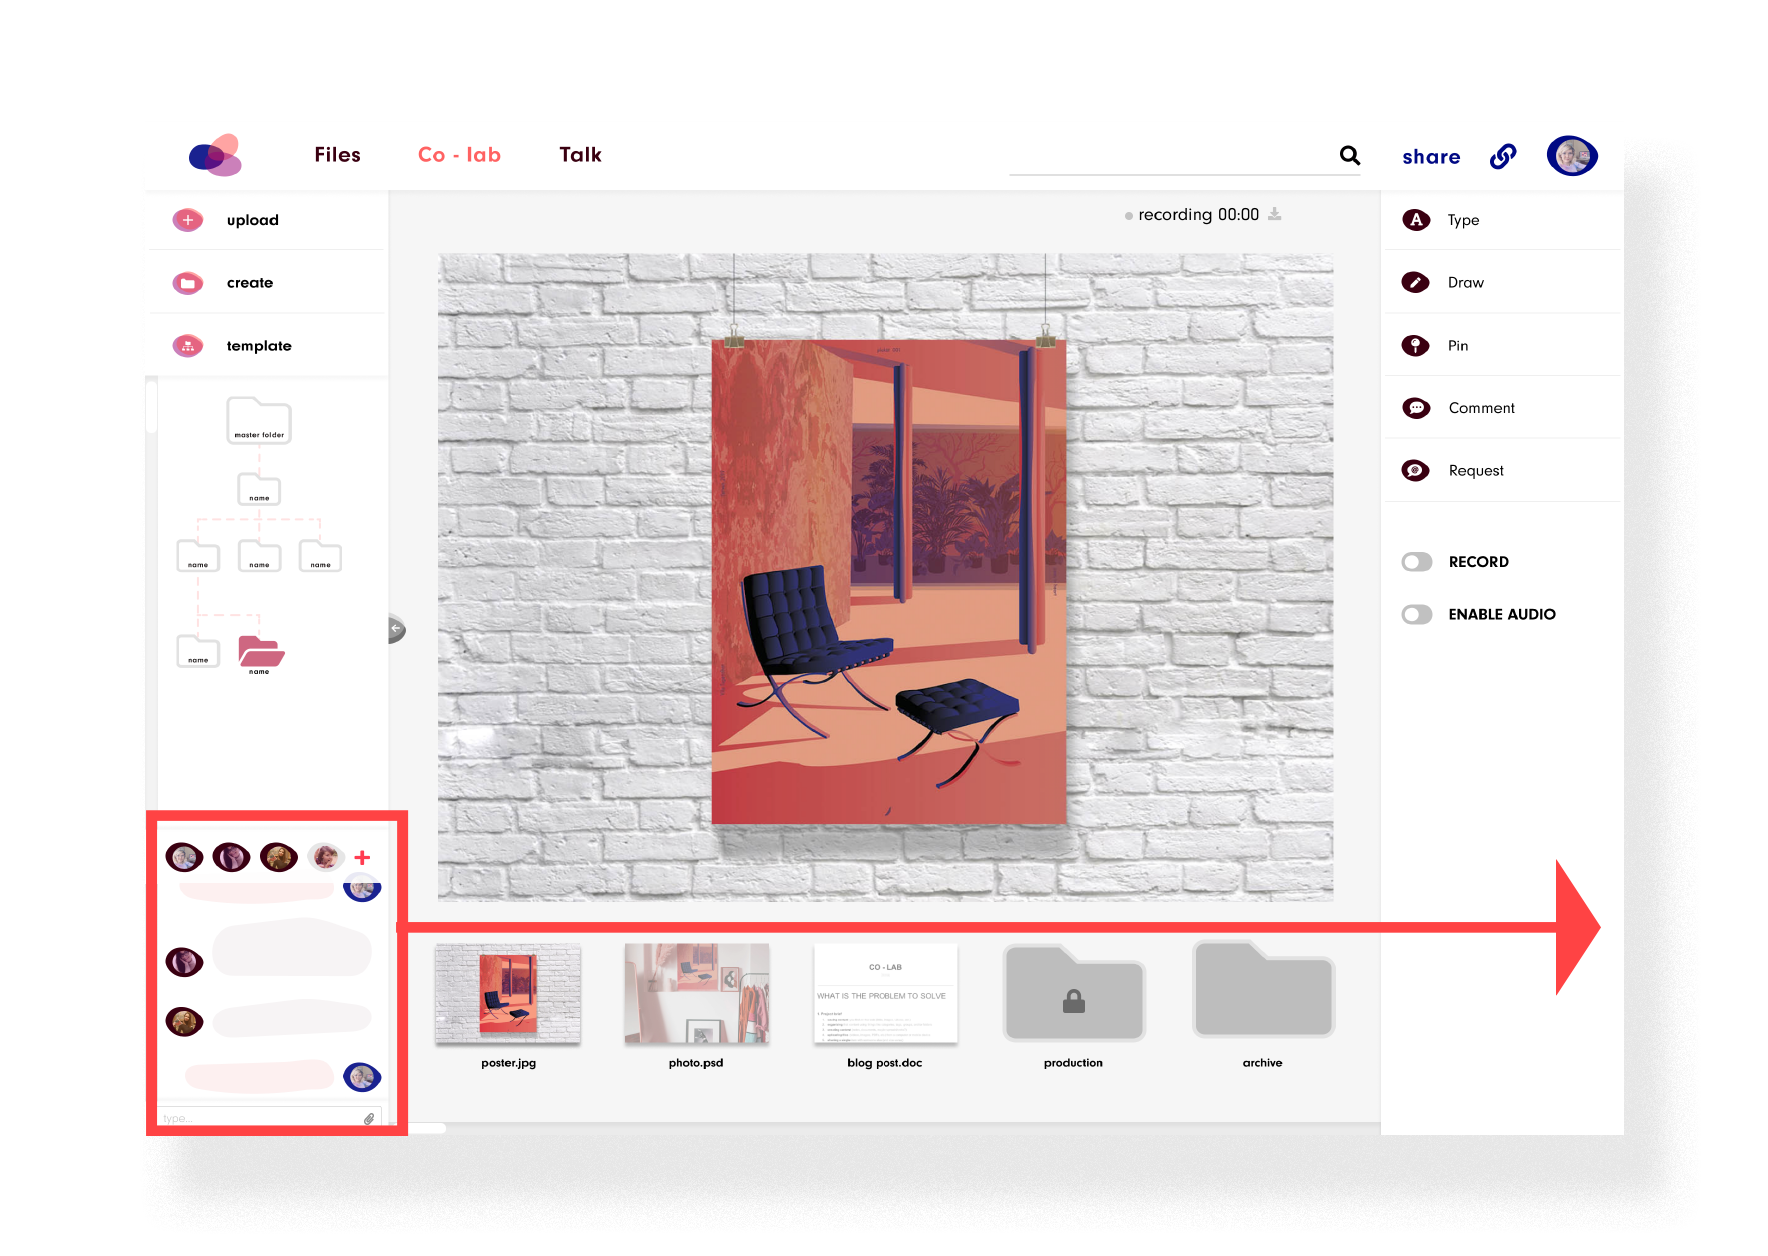 Files
Co - lab
Talk
share
upload
create
template
recording 00:00
Type
Draw
Pin
Comment
Request
RECORD
ENABLE AUDIO
master folder
name
name
name
name
name
name
type...
CO - LAB
WHAT IS THE PROBLEM TO SOLVE
poster.jpg
photo.psd
blog post.doc
production
archive